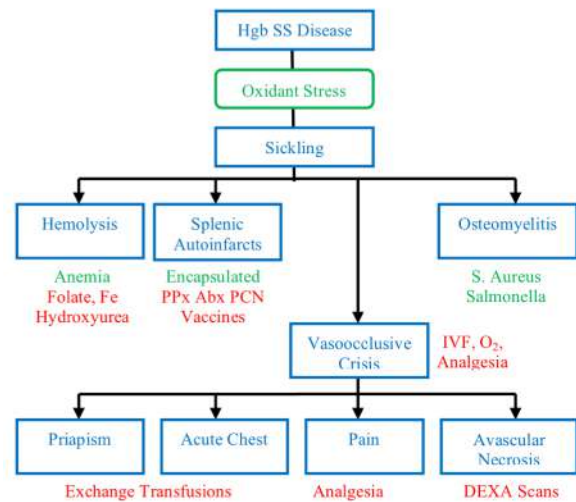 Hgb SS Disease
Oxidant Stress
Sickling
Hemolysis
Splenic
Autoinfarcts
Osteomyelitis
Anemia
Folate, Fe
Hydroxyurea
Encapsulated
PPx Abx PCN
Vaccines
S. Aureus
Salmonella
Vasoocclusive
Crisis
IVF, O₂,
Analgesia
Priapism
Acute Chest
Pain
Avascular
Necrosis
Exchange Transfusions
Analgesia
DEXA Scans